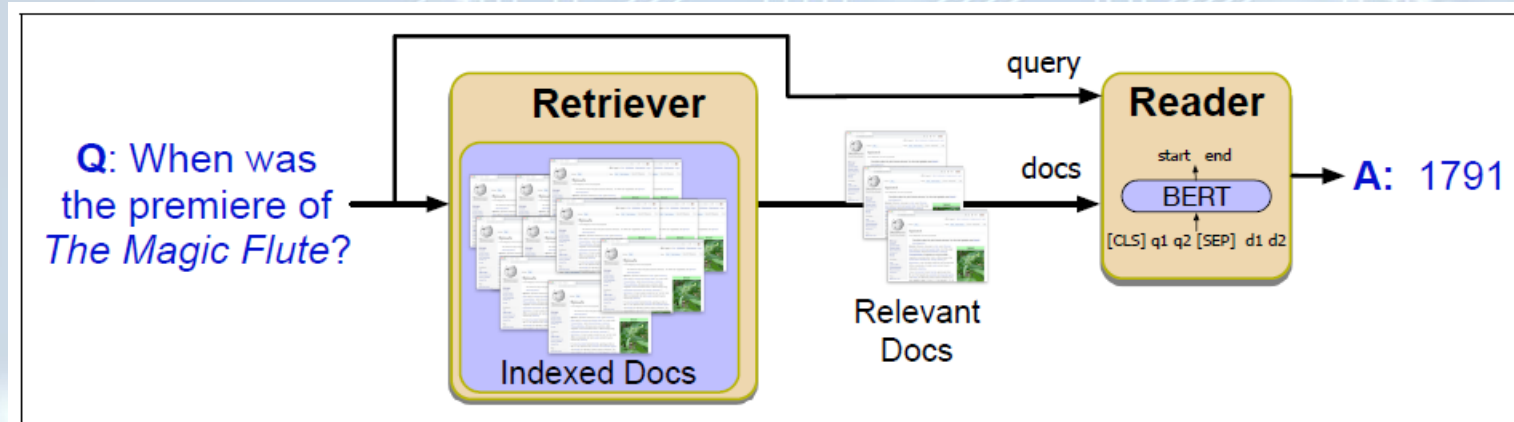 Q: When was
the premiere of
The Magic Flute?
Retriever
Indexed Docs
query
docs
Relevant
Docs
Reader
start end
BERT
[CLS] q1 q2 [SEP] d1 d2
A: 1791